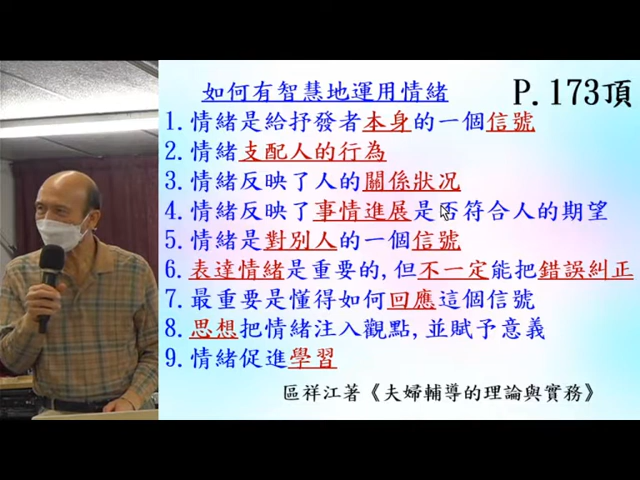 如何有智慧地運用情緒
P.173頂
1.情緒是給抒發者本身的一個信號
2.情緒支配人的行為
3.情緒反映了人的關係狀況
4.情緒反映了事情進展是否符合人的期望
5.情緒是對別人的一個信號
6.表達情緒是重要的,但不一定能把錯誤糾正
7.最重要是懂得如何回應這個信號
8.思想把情緒注入觀點,並賦予意義
9.情緒促進學習
區祥江著《夫婦輔導的理論與實務》